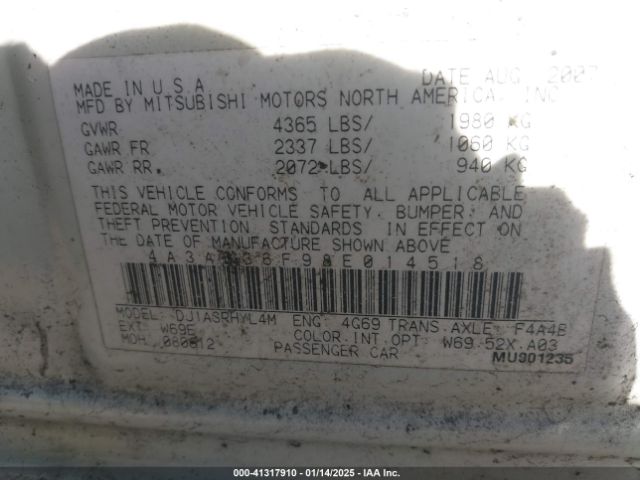 MADE IN U.S.A
DATE AUG. 2007
MFD BY MITSUBISHI MOTORS NORTH AMERICA, INC
GVWR 4365 LBS/ 1980 KG
GAWR FR 2337 LBS/ 1060 KG
GAWR RR. 2072 LBS/ 940 KG
THIS VEHICLE CONFORMS TO ALL APPLICABLE
FEDERAL MOTOR VEHICLE SAFETY, BUMPER, AND
THEFT PREVENTION STANDARDS IN EFFECT ON
THE DATE OF MANUFACTURE SHOWN ABOVE
MODEL: DJ1ASRHYL4M ENG: 4G69 TRANS.AXLE: F4A4B
EXT: W69E COLOR.INT.OPT: W69.52X.A03
MDH: 080812 PASSENGER CAR MU901235
000-41317910 - 01/14/2025 - IAA Inc.